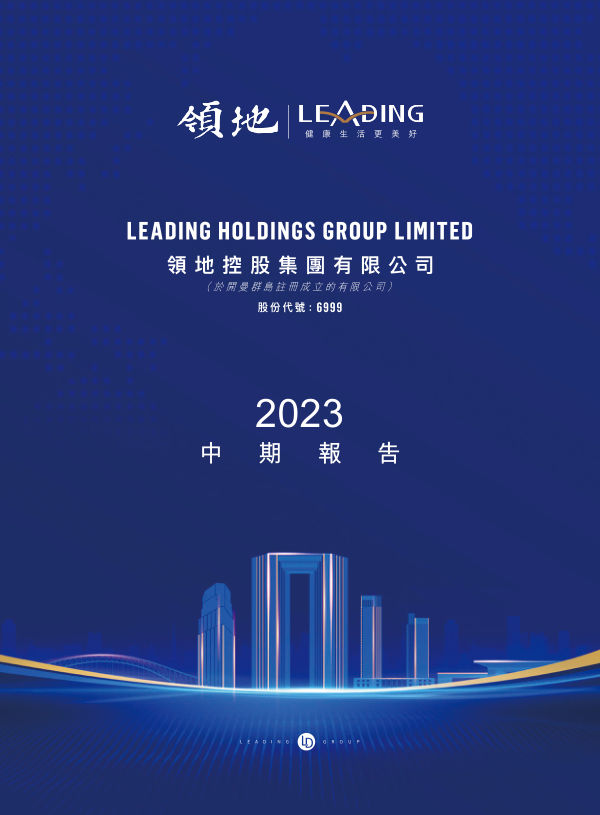 領地 LEADING
健康生活更美好
LEADING HOLDINGS GROUP LIMITED
領地控股集團有限公司
（於開曼群島註冊成立的有限公司）
股份代號：6999
2023
中期報告
LEADING LD GROUP